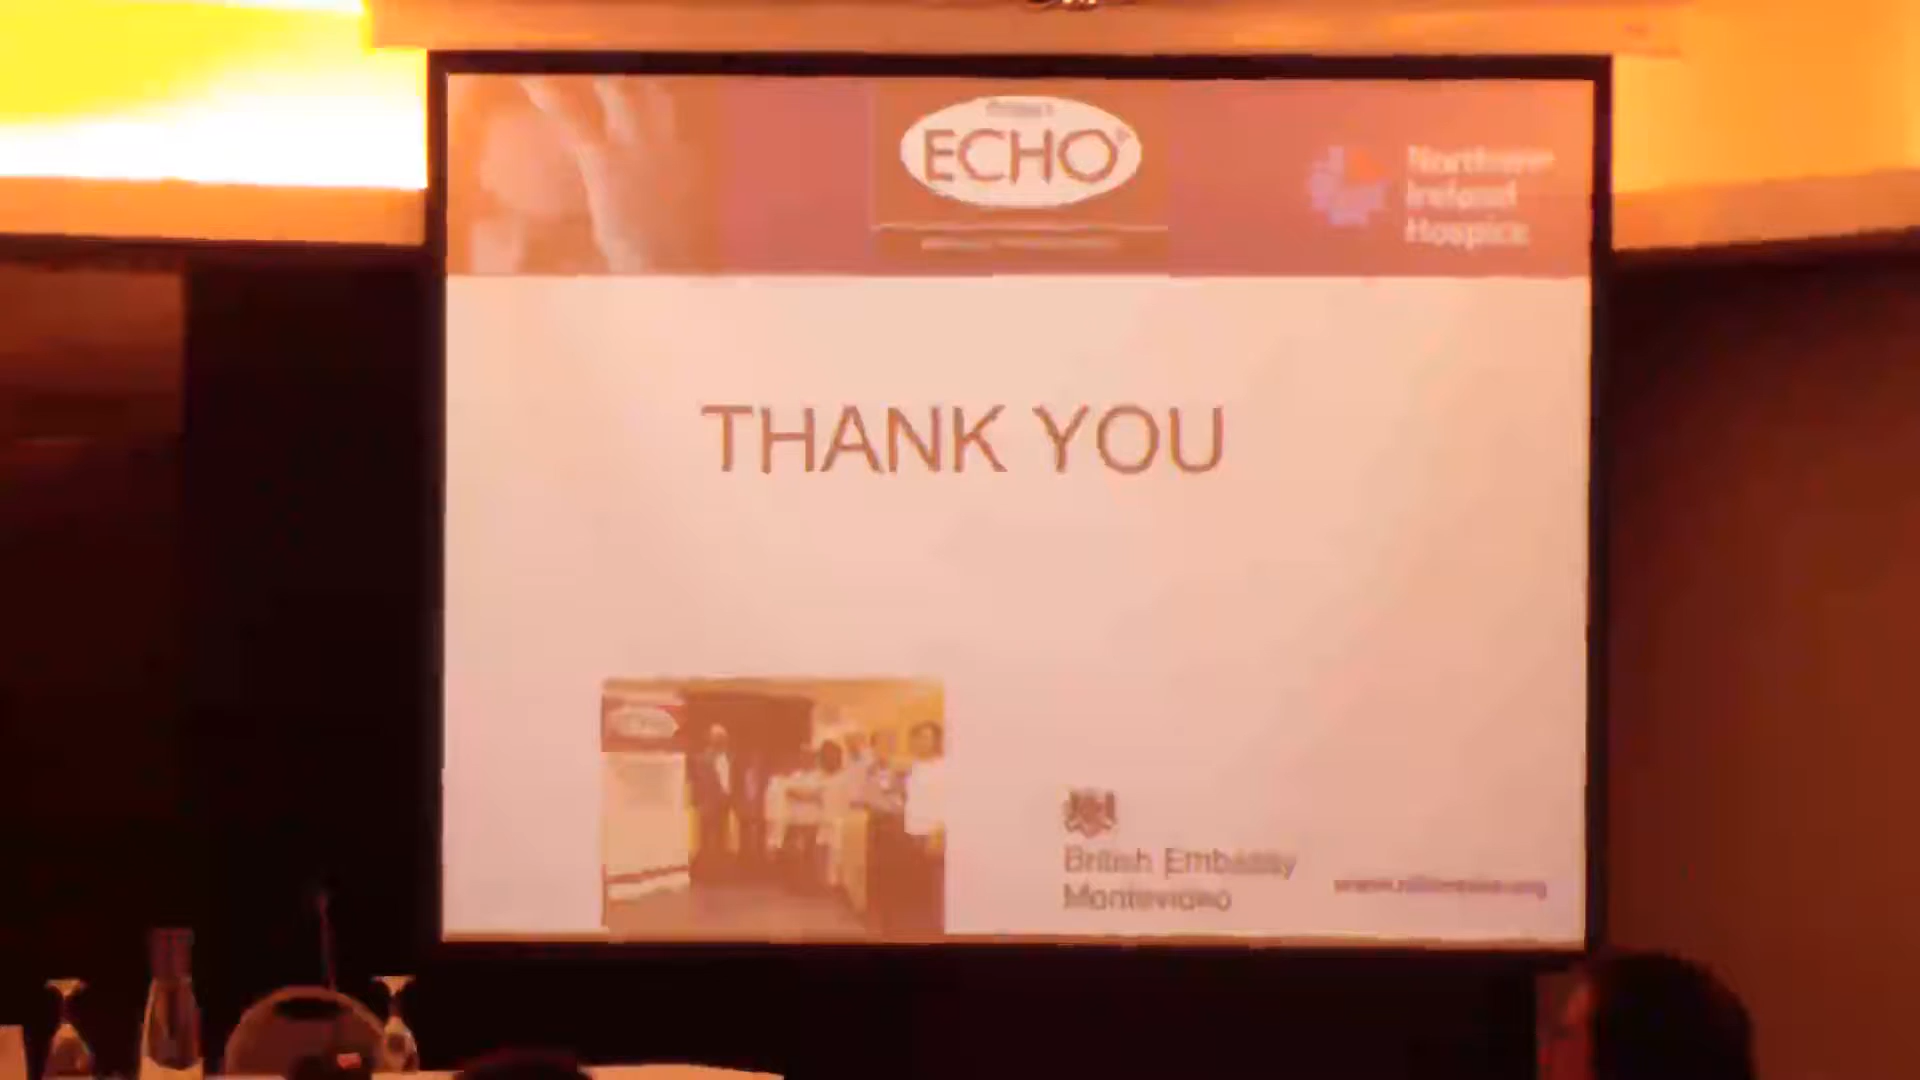 ECHO
Northern
Ireland
Hospice
THANK YOU
British Embassy
Montevideo